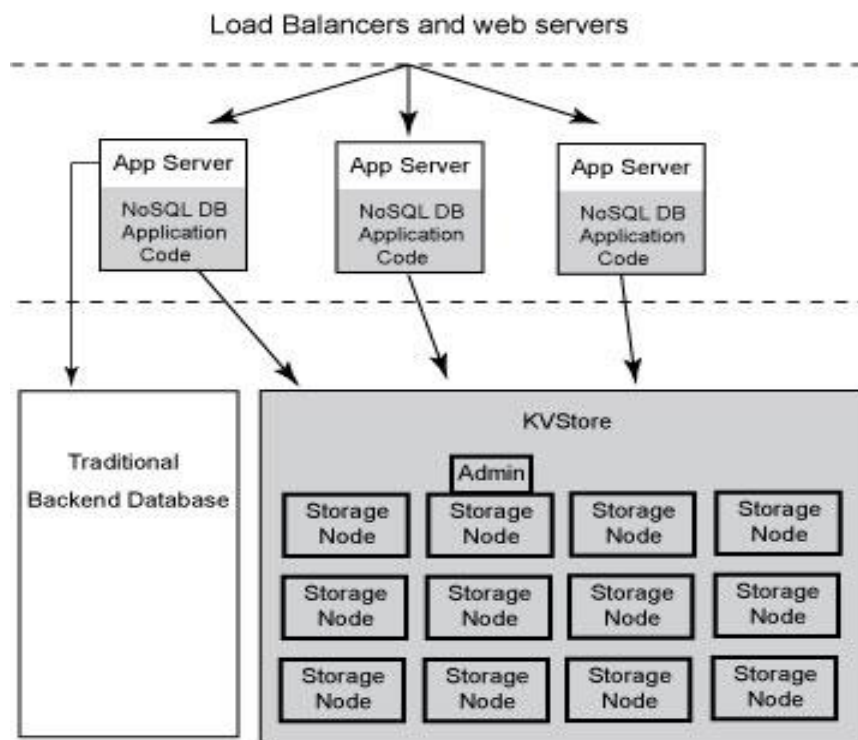 Load Balancers and web servers
App Server
NoSQL DB
Application
Code
App Server
NoSQL DB
Application
Code
App Server
NoSQL DB
Application
Code
Traditional
Backend Database
KVStore
Admin
Storage
Node
Storage
Node
Storage
Node
Storage
Node
Storage
Node
Storage
Node
Storage
Node
Storage
Node
Storage
Node
Storage
Node
Storage
Node
Storage
Node